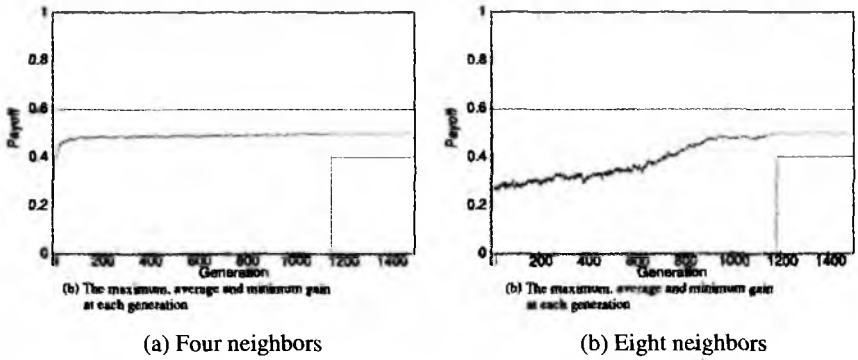 1
0.8
0.6
0.4
0.2
0
Payoff
200 400 600 800 1000 1200 1400
Generation
(b) The maximum, average and minimum gain
at each generation
(a) Four neighbors
1
0.8
0.6
0.4
0.2
0
Payoff
200 400 600 800 1000 1200 1400
Generation
(b) The maximum, average and minimum gain
at each generation
(b) Eight neighbors